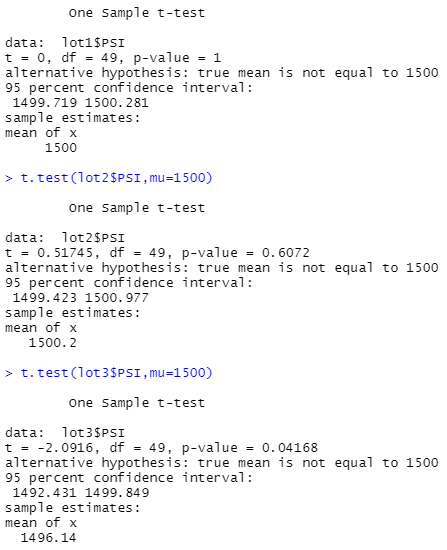 One Sample t-test
data:  lot1$PSI
t = 0, df = 49, p-value = 1
alternative hypothesis: true mean is not equal to 1500
95 percent confidence interval:
1499.719 1500.281
sample estimates:
mean of x
1500
> t.test(lot2$PSI,mu=1500)
One Sample t-test
data:  lot2$PSI
t = 0.51745, df = 49, p-value = 0.6072
alternative hypothesis: true mean is not equal to 1500
95 percent confidence interval:
1499.423 1500.977
sample estimates:
mean of x
1500.2
> t.test(lot3$PSI,mu=1500)
One Sample t-test
data:  lot3$PSI
t = -2.0916, df = 49, p-value = 0.04168
alternative hypothesis: true mean is not equal to 1500
95 percent confidence interval:
1492.431 1499.849
sample estimates:
mean of x
1496.14